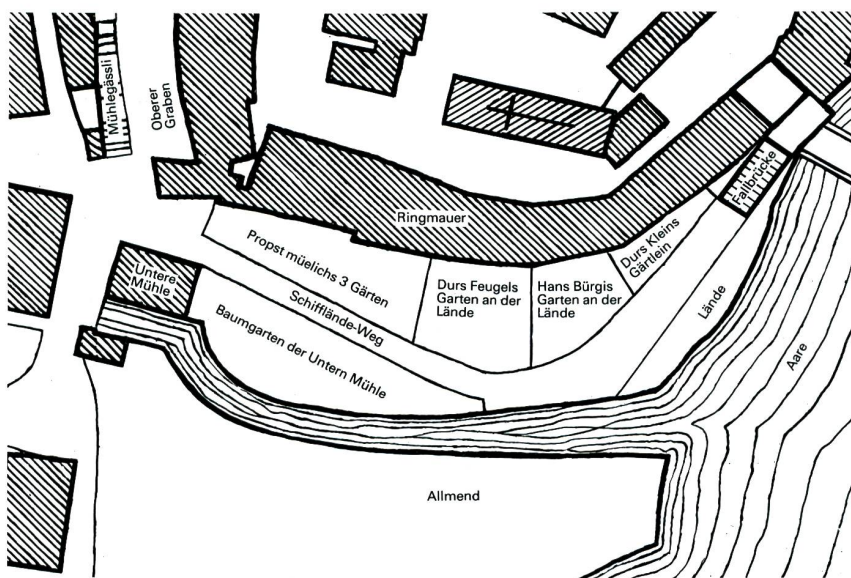 Mühlegässli
Oberer
Graben
Ringmauer
Fallbrücke
Propst müelichs 3 Gärten
Durs Feugels
Garten an der
Lände
Hans Bürgis
Garten an der
Lände
Durs Kleins
Gärtlein
Untere
Mühle
Schifflände-Weg
Baumgarten der Untern Mühle
Lände
Aare
Allmend